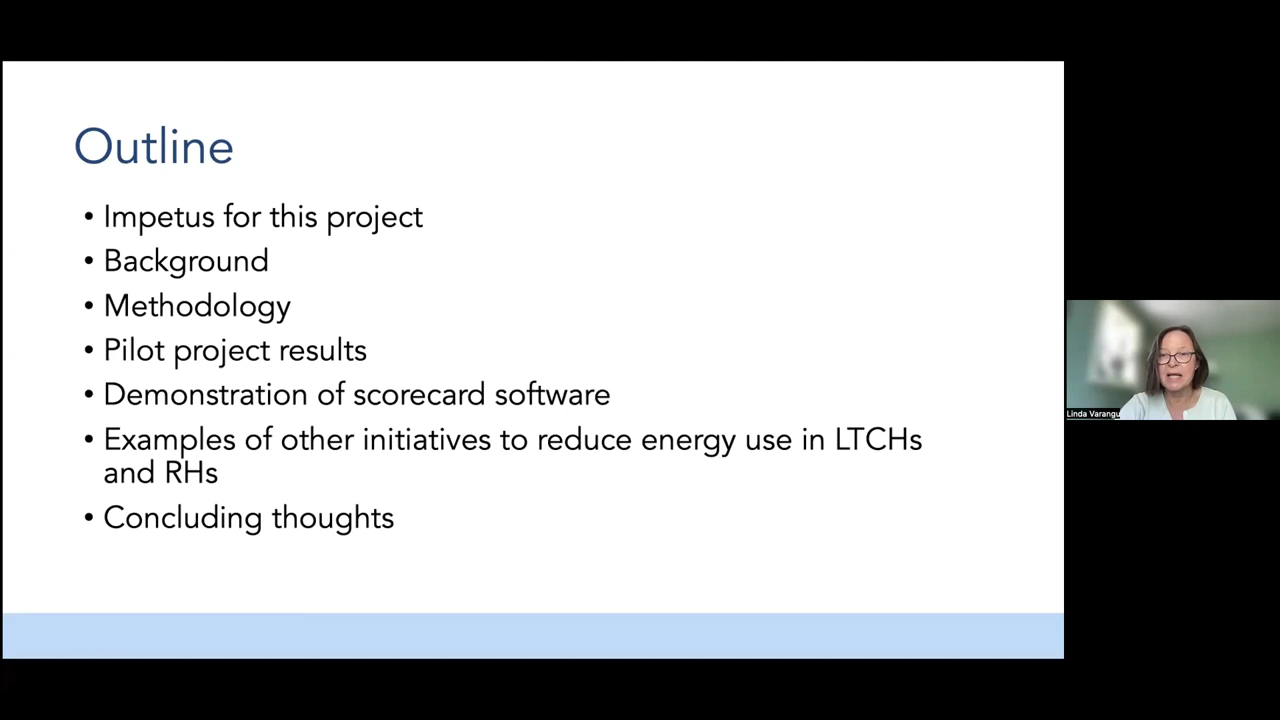 Outline
• Impetus for this project
• Background
• Methodology
• Pilot project results
• Demonstration of scorecard software
• Examples of other initiatives to reduce energy use in LTCHs
and RHs
• Concluding thoughts
Linda Varangu